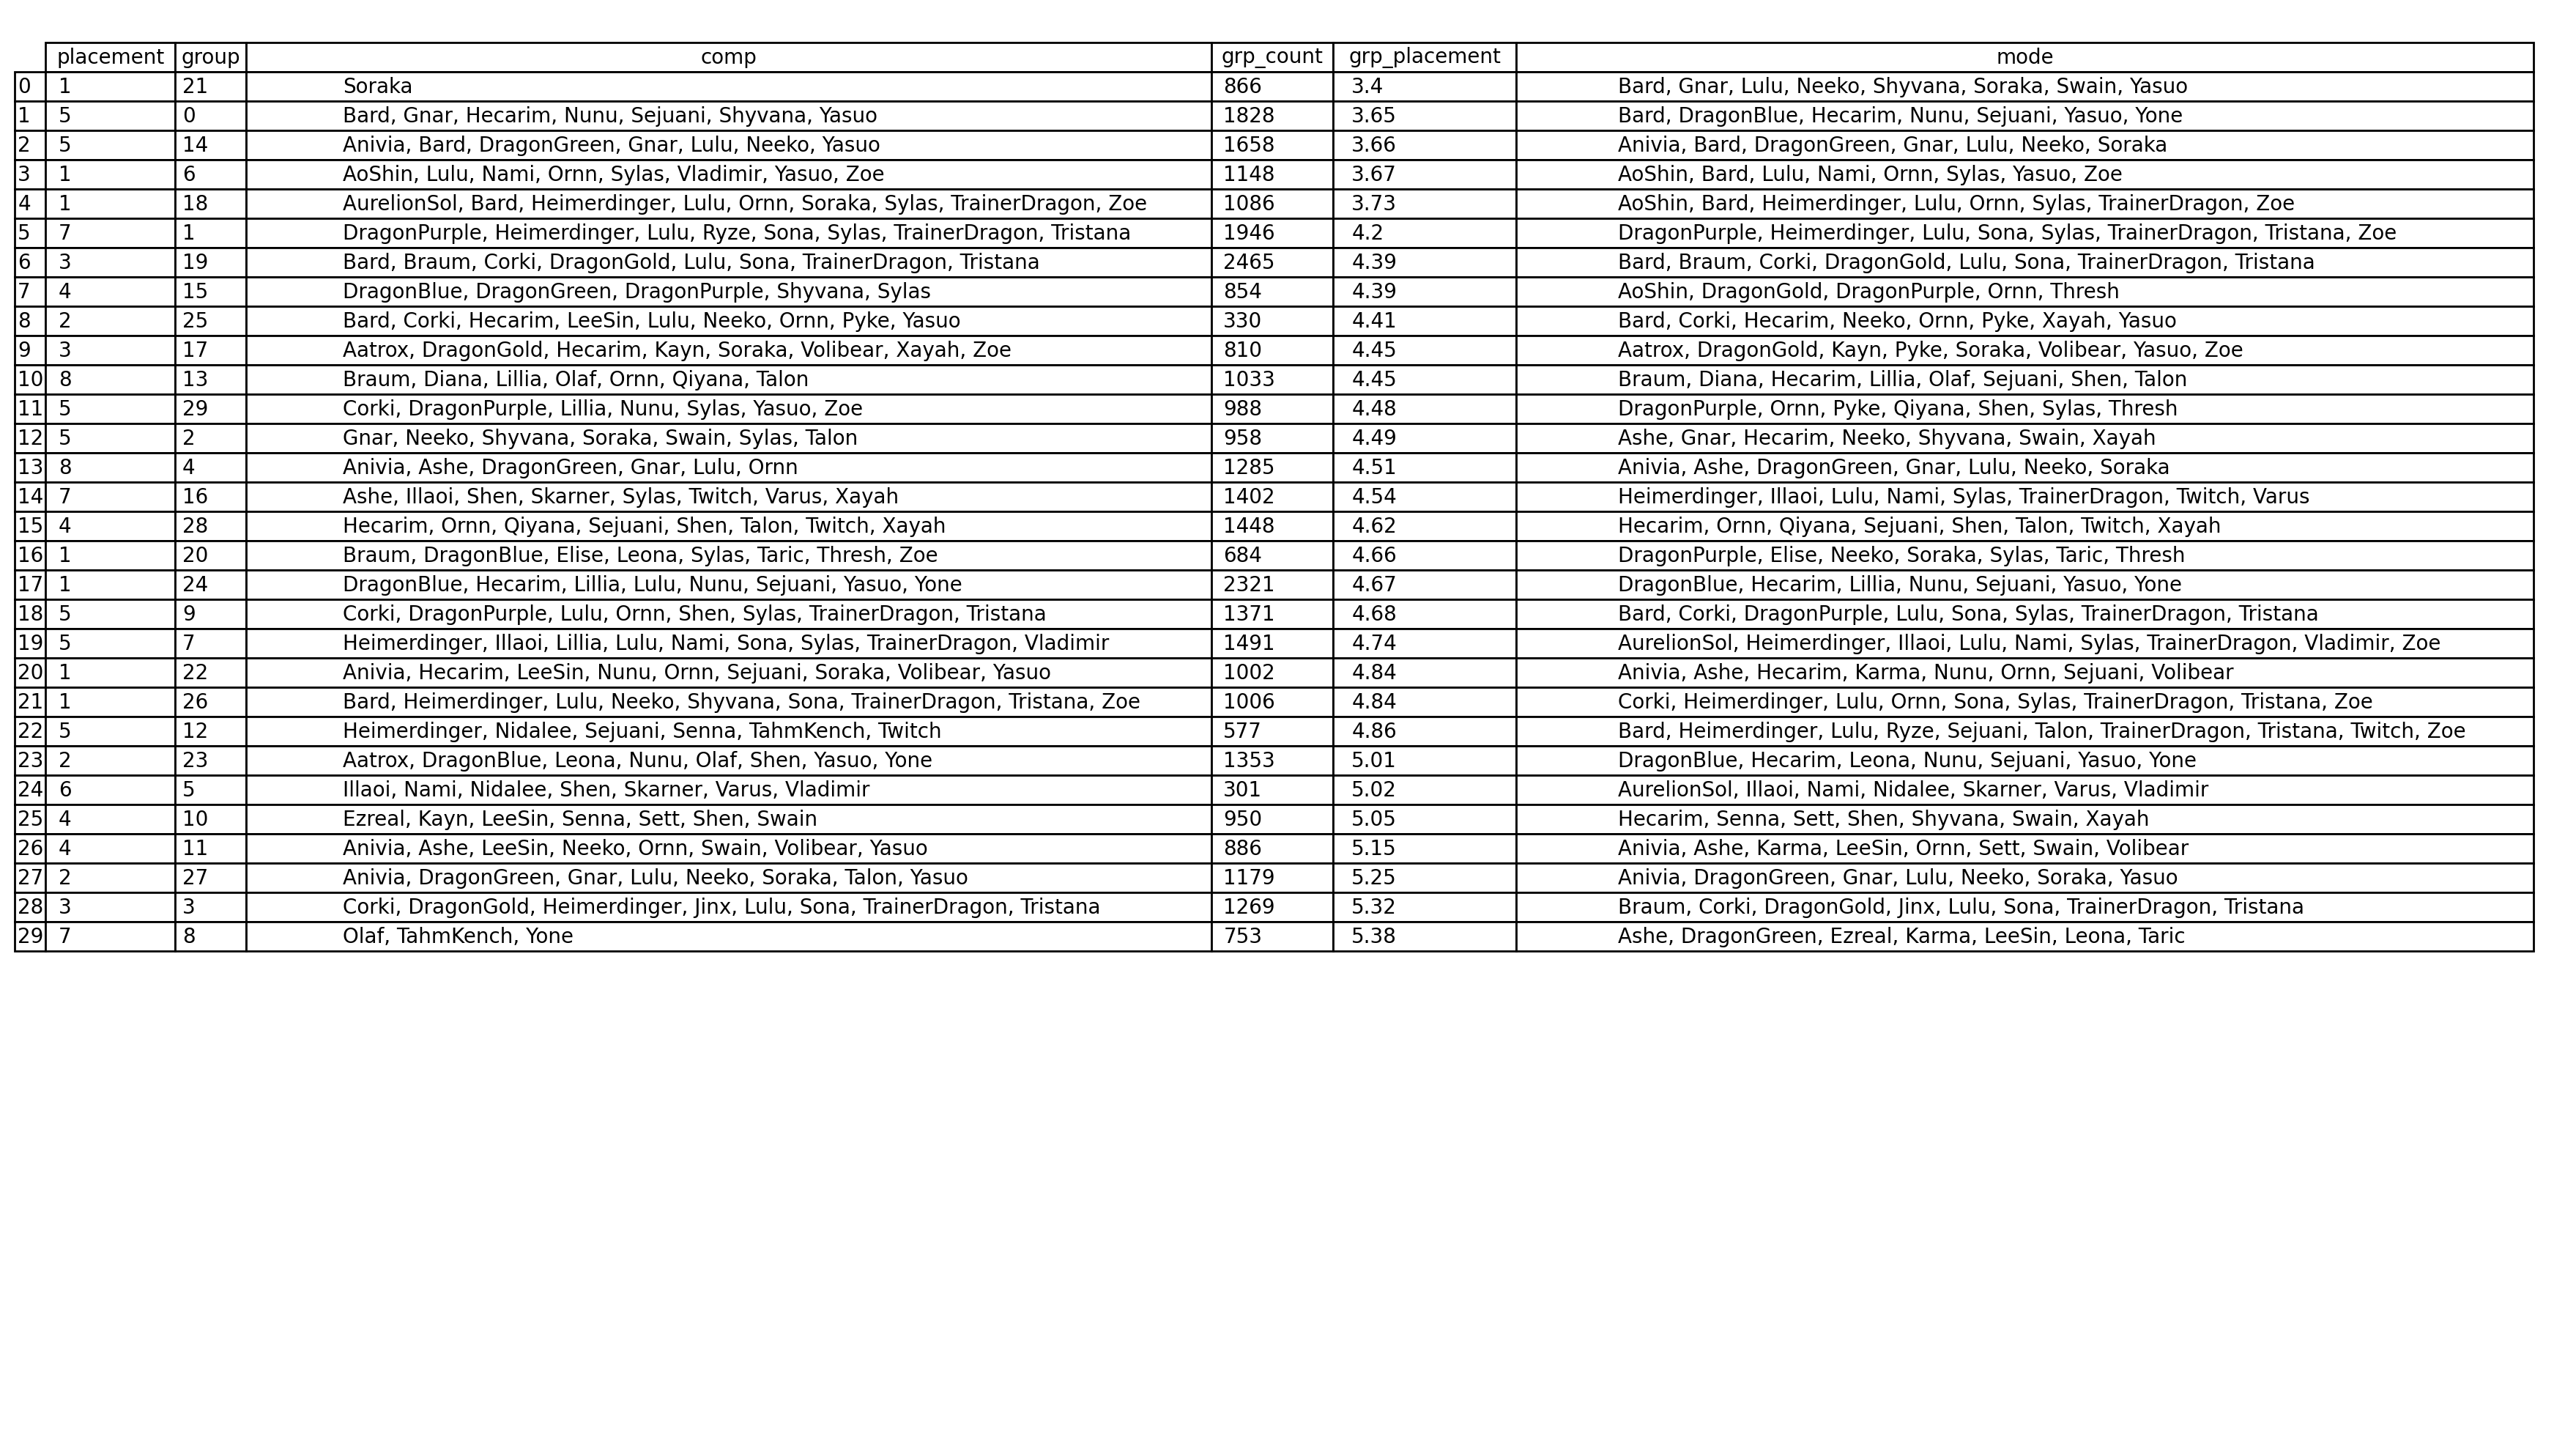 placement group comp grp_count grp_placement mode
0 1 21 Soraka 866 3.4 Bard, Gnar, Lulu, Neeko, Shyvana, Soraka, Swain, Yasuo
1 5 0 Bard, Gnar, Hecarim, Nunu, Sejuani, Shyvana, Yasuo 1828 3.65 Bard, DragonBlue, Hecarim, Nunu, Sejuani, Yasuo, Yone
2 5 14 Anivia, Bard, DragonGreen, Gnar, Lulu, Neeko, Yasuo 1658 3.66 Anivia, Bard, DragonGreen, Gnar, Lulu, Neeko, Soraka
3 1 6 AoShin, Lulu, Nami, Ornn, Sylas, Vladimir, Yasuo, Zoe 1148 3.67 AoShin, Bard, Lulu, Nami, Ornn, Sylas, Yasuo, Zoe
4 1 18 AurelionSol, Bard, Heimerdinger, Lulu, Ornn, Soraka, Sylas, TrainerDragon, Zoe 1086 3.73 AoShin, Bard, Heimerdinger, Lulu, Ornn, Sylas, TrainerDragon, Zoe
5 7 1 DragonPurple, Heimerdinger, Lulu, Ryze, Sona, Sylas, TrainerDragon, Tristana 1946 4.2 DragonPurple, Heimerdinger, Lulu, Sona, Sylas, TrainerDragon, Tristana, Zoe
6 3 19 Bard, Braum, Corki, DragonGold, Lulu, Sona, TrainerDragon, Tristana 2465 4.39 Bard, Braum, Corki, DragonGold, Lulu, Sona, TrainerDragon, Tristana
7 4 15 DragonBlue, DragonGreen, DragonPurple, Shyvana, Sylas 854 4.39 AoShin, DragonGold, DragonPurple, Ornn, Thresh
8 2 25 Bard, Corki, Hecarim, LeeSin, Lulu, Neeko, Ornn, Pyke, Yasuo 330 4.41 Bard, Corki, Hecarim, Neeko, Ornn, Pyke, Xayah, Yasuo
9 3 17 Aatrox, DragonGold, Hecarim, Kayn, Soraka, Volibear, Xayah, Zoe 810 4.45 Aatrox, DragonGold, Kayn, Pyke, Soraka, Volibear, Yasuo, Zoe
10 8 13 Braum, Diana, Lillia, Olaf, Ornn, Qiyana, Talon 1033 4.45 Braum, Diana, Hecarim, Lillia, Olaf, Sejuani, Shen, Talon
11 5 29 Corki, DragonPurple, Lillia, Nunu, Sylas, Yasuo, Zoe 988 4.48 DragonPurple, Ornn, Pyke, Qiyana, Shen, Sylas, Thresh
12 5 2 Gnar, Neeko, Shyvana, Soraka, Swain, Sylas, Talon 958 4.49 Ashe, Gnar, Hecarim, Neeko, Shyvana, Swain, Xayah
13 8 4 Anivia, Ashe, DragonGreen, Gnar, Lulu, Ornn 1285 4.51 Anivia, Ashe, DragonGreen, Gnar, Lulu, Neeko, Soraka
14 7 16 Ashe, Illaoi, Shen, Skarner, Sylas, Twitch, Varus, Xayah 1402 4.54 Heimerdinger, Illaoi, Lulu, Nami, Sylas, TrainerDragon, Twitch, Varus
15 4 28 Hecarim, Ornn, Qiyana, Sejuani, Shen, Talon, Twitch, Xayah 1448 4.62 Hecarim, Ornn, Qiyana, Sejuani, Shen, Talon, Twitch, Xayah
16 1 20 Braum, DragonBlue, Elise, Leona, Sylas, Taric, Thresh, Zoe 684 4.66 DragonPurple, Elise, Neeko, Soraka, Sylas, Taric, Thresh
17 1 24 DragonBlue, Hecarim, Lillia, Lulu, Nunu, Sejuani, Yasuo, Yone 2321 4.67 DragonBlue, Hecarim, Lillia, Nunu, Sejuani, Yasuo, Yone
18 5 9 Corki, DragonPurple, Lulu, Ornn, Shen, Sylas, TrainerDragon, Tristana 1371 4.68 Bard, Corki, DragonPurple, Lulu, Sona, Sylas, TrainerDragon, Tristana
19 5 7 Heimerdinger, Illaoi, Lillia, Lulu, Nami, Sona, Sylas, TrainerDragon, Vladimir 1491 4.74 AurelionSol, Heimerdinger, Illaoi, Lulu, Nami, Sylas, TrainerDragon, Vladimir, Zoe
20 1 22 Anivia, Hecarim, LeeSin, Nunu, Ornn, Sejuani, Soraka, Volibear, Yasuo 1002 4.84 Anivia, Ashe, Hecarim, Karma, Nunu, Ornn, Sejuani, Volibear
21 1 26 Bard, Heimerdinger, Lulu, Neeko, Shyvana, Sona, TrainerDragon, Tristana, Zoe 1006 4.84 Corki, Heimerdinger, Lulu, Ornn, Sona, Sylas, TrainerDragon, Tristana, Zoe
22 5 12 Heimerdinger, Nidalee, Sejuani, Senna, TahmKench, Twitch 577 4.86 Bard, Heimerdinger, Lulu, Ryze, Sejuani, Talon, TrainerDragon, Tristana, Twitch, Zoe
23 2 23 Aatrox, DragonBlue, Leona, Nunu, Olaf, Shen, Yasuo, Yone 1353 5.01 DragonBlue, Hecarim, Leona, Nunu, Sejuani, Yasuo, Yone
24 6 5 Illaoi, Nami, Nidalee, Shen, Skarner, Varus, Vladimir 301 5.02 AurelionSol, Illaoi, Nami, Nidalee, Skarner, Varus, Vladimir
25 4 10 Ezreal, Kayn, LeeSin, Senna, Sett, Shen, Swain 950 5.05 Hecarim, Senna, Sett, Shen, Shyvana, Swain, Xayah
26 4 11 Anivia, Ashe, LeeSin, Neeko, Ornn, Swain, Volibear, Yasuo 886 5.15 Anivia, Ashe, Karma, LeeSin, Ornn, Sett, Swain, Volibear
27 2 27 Anivia, DragonGreen, Gnar, Lulu, Neeko, Soraka, Talon, Yasuo 1179 5.25 Anivia, DragonGreen, Gnar, Lulu, Neeko, Soraka, Yasuo
28 3 3 Corki, DragonGold, Heimerdinger, Jinx, Lulu, Sona, TrainerDragon, Tristana 1269 5.32 Braum, Corki, DragonGold, Jinx, Lulu, Sona, TrainerDragon, Tristana
29 7 8 Olaf, TahmKench, Yone 753 5.38 Ashe, DragonGreen, Ezreal, Karma, LeeSin, Leona, Taric